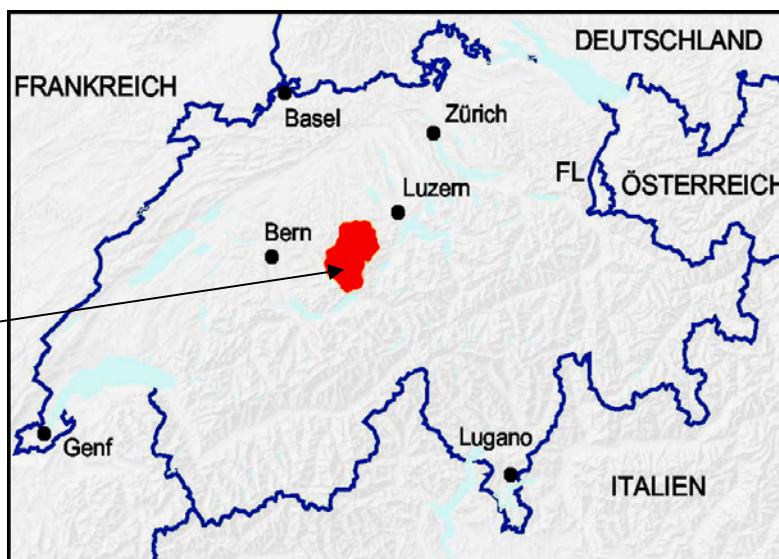 DEUTSCHLAND
FRANKREICH
Basel
Zürich
FL
ÖSTERREICH
Luzern
Bern
Genf
Lugano
ITALIEN